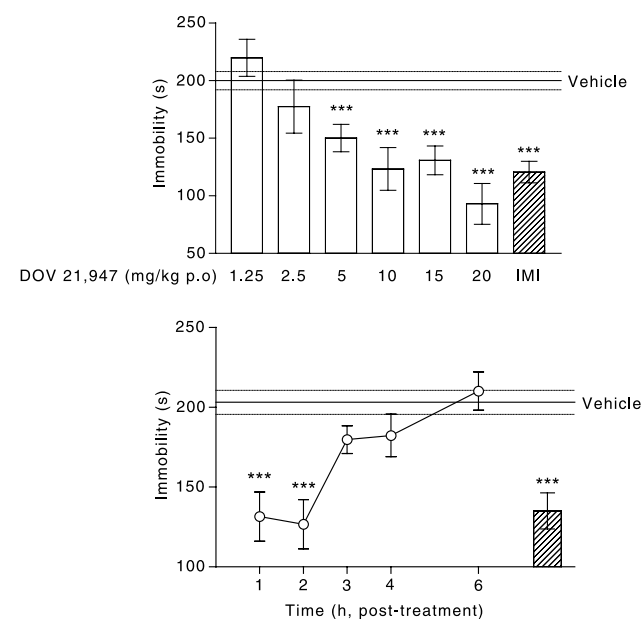 250
200
150
100
50
Immobility (s)
Vehicle
*** *** *** *** ***
DOV 21,947 (mg/kg p.o) 1.25 2.5 5 10 15 20 IMI
250
200
150
100
Immobility (s)
Vehicle
*** *** ***
1 2 3 4 6
Time (h, post-treatment)